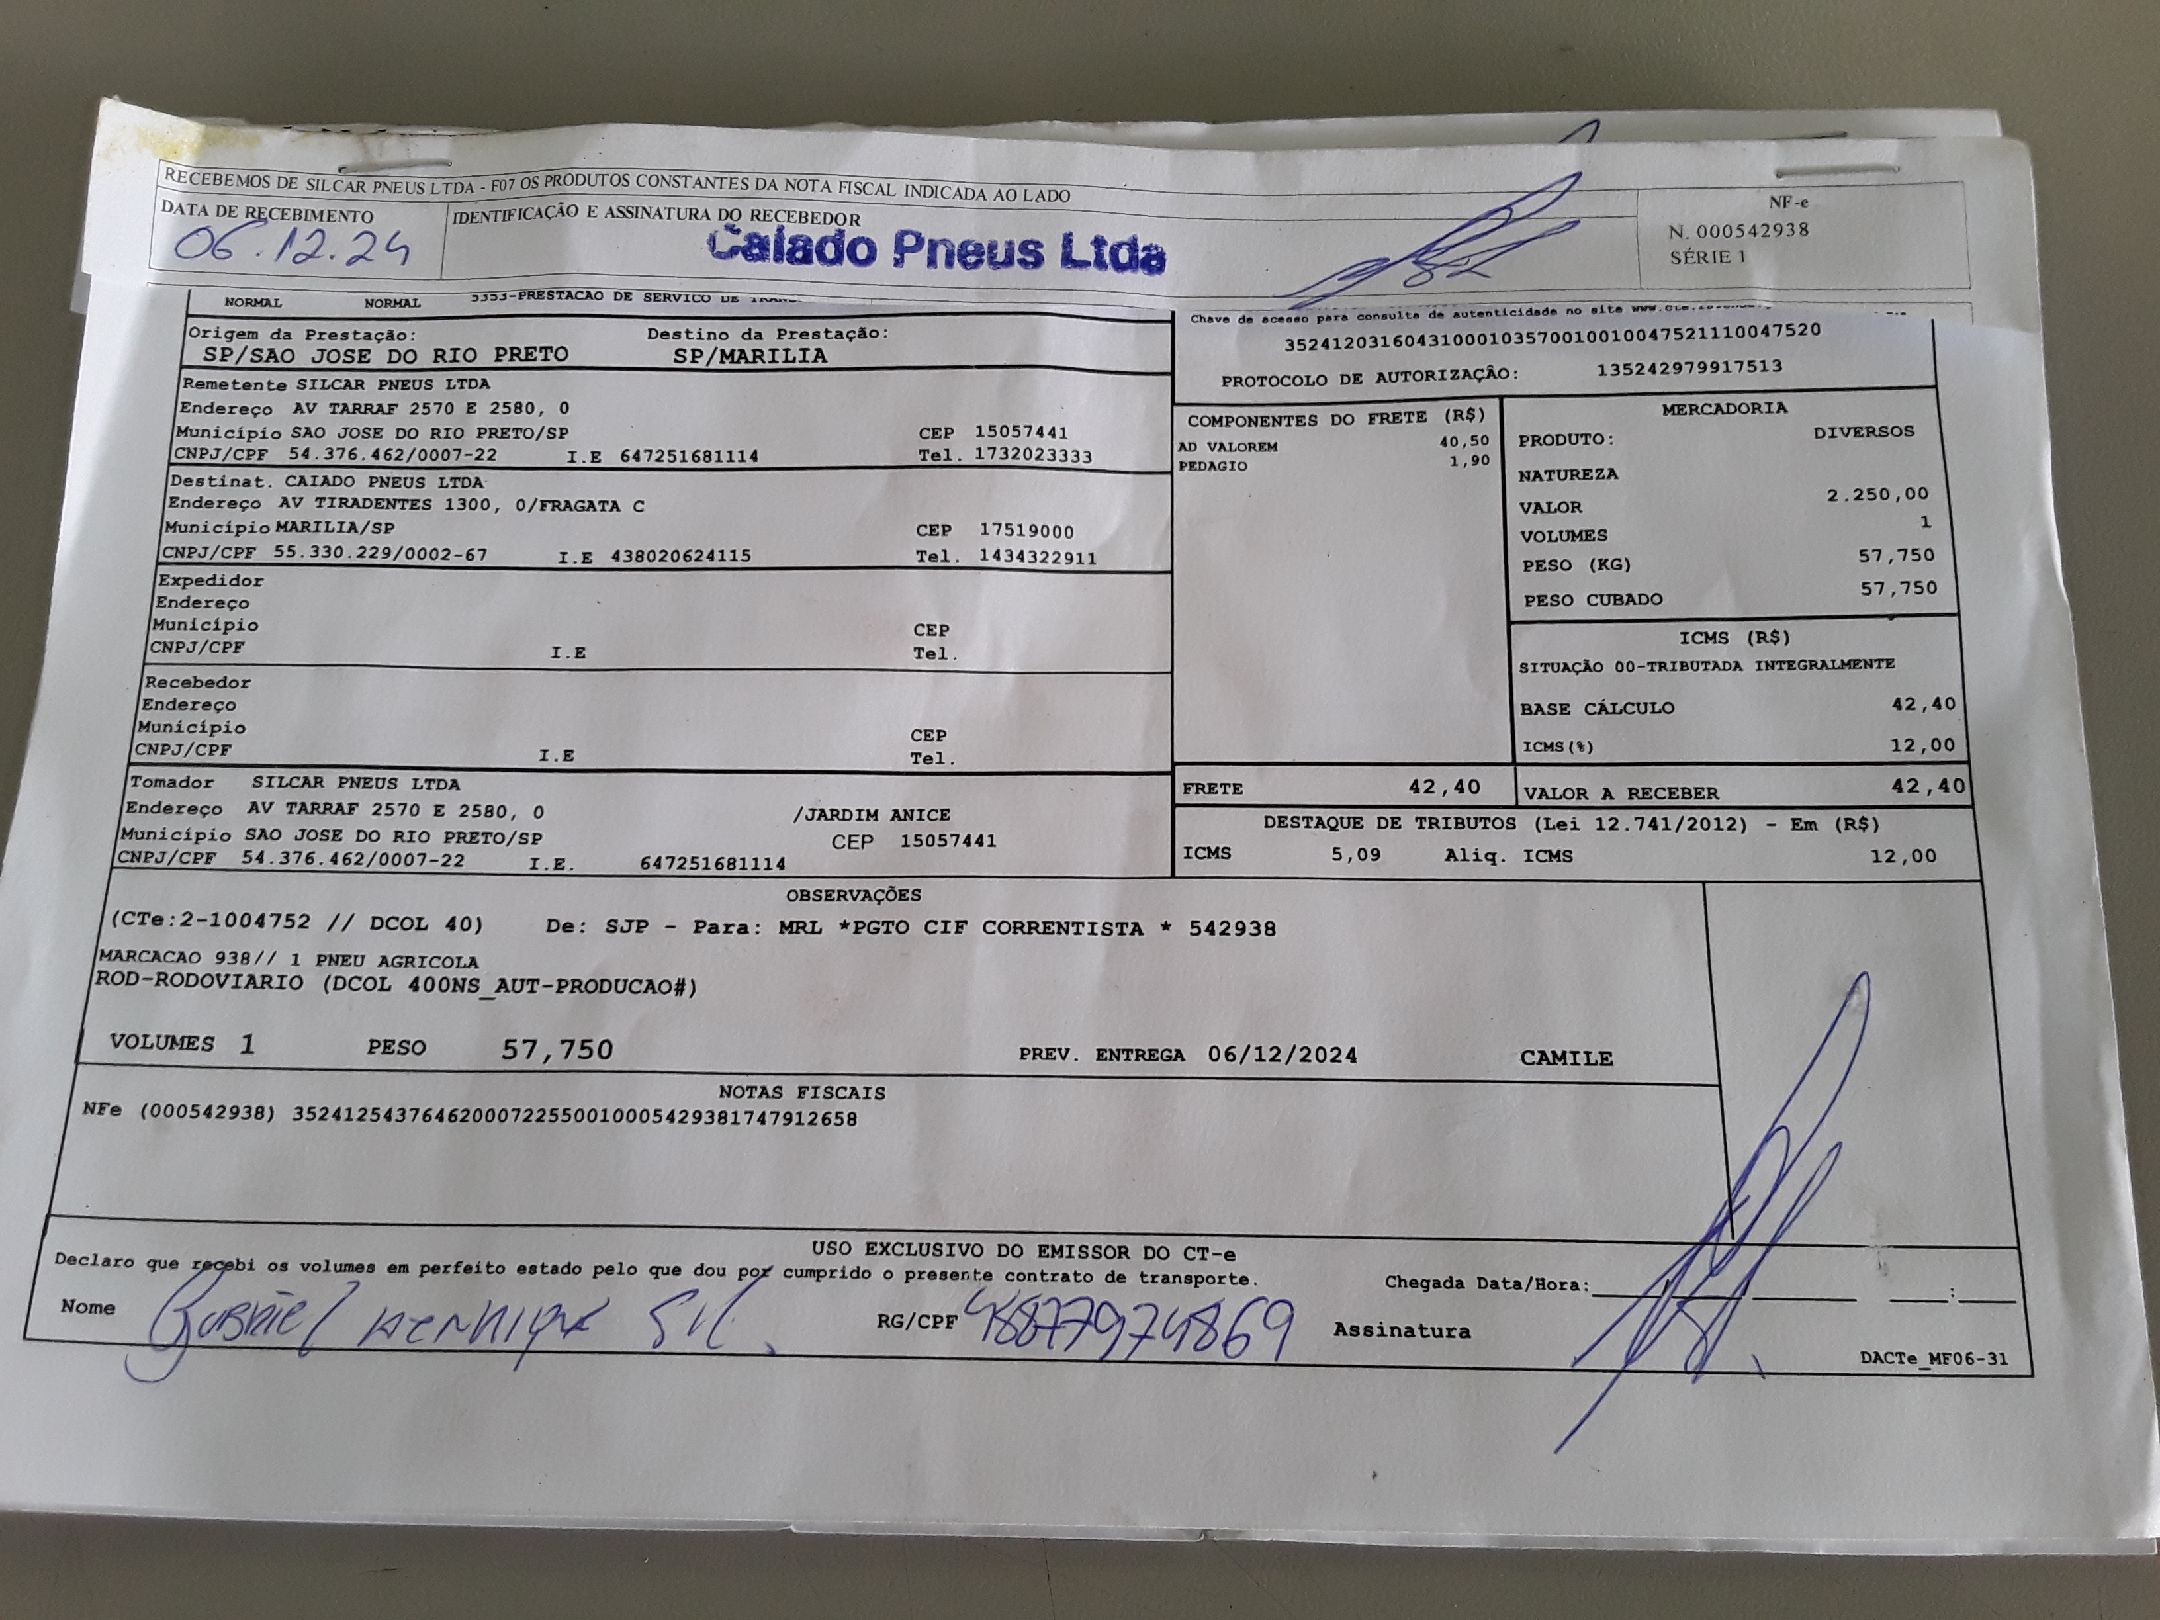 RECEBEMOS DE SILCAR PNEUS LTDA - F07 OS PRODUTOS CONSTANTES DA NOTA FISCAL INDICADA AO LADO
DATA DE RECEBIMENTO
06.12.24
IDENTIFICAÇÃO E ASSINATURA DO RECEBEDOR
Caiado Pneus Ltda
NF-e
N. 000542938
SÉRIE 1
NORMAL NORMAL 5353-PRESTACAO DE SERVICO DE
Origem da Prestação: Destino da Prestação:
SP/SAO JOSE DO RIO PRETO SP/MARILIA
Remetente SILCAR PNEUS LTDA
Endereço AV TARRAF 2570 E 2580, 0
Município SAO JOSE DO RIO PRETO/SP CEP 15057441
CNPJ/CPF 54.376.462/0007-22 I.E 647251681114 Tel. 1732023333
Destinat. CAIADO PNEUS LTDA
Endereço AV TIRADENTES 1300, 0/FRAGATA C
Município MARILIA/SP CEP 17519000
CNPJ/CPF 55.330.229/0002-67 I.E 438020624115 Tel. 1434322911
Expedidor
Endereço
Município CEP
CNPJ/CPF I.E Tel.
Recebedor
Endereço
Município CEP
CNPJ/CPF I.E Tel.
Tomador SILCAR PNEUS LTDA
Endereço AV TARRAF 2570 E 2580, 0 /JARDIM ANICE
Município SAO JOSE DO RIO PRETO/SP CEP 15057441
CNPJ/CPF 54.376.462/0007-22 I.E. 647251681114
Chave de acesso para consulta de autenticidade no site
35241203160431000103570010010047521110047520
PROTOCOLO DE AUTORIZAÇÃO: 135242979917513
COMPONENTES DO FRETE (R$)
AD VALOREM 40,50
PEDAGIO 1,90
MERCADORIA
PRODUTO: DIVERSOS
NATUREZA
VALOR 2.250,00
VOLUMES 1
PESO (KG) 57,750
PESO CUBADO 57,750
ICMS (R$)
SITUAÇÃO 00-TRIBUTADA INTEGRALMENTE
BASE CÁLCULO 42,40
ICMS(%) 12,00
FRETE 42,40 VALOR A RECEBER 42,40
DESTAQUE DE TRIBUTOS (Lei 12.741/2012) - Em (R$)
ICMS 5,09 Aliq. ICMS 12,00
OBSERVAÇÕES
(CTe:2-1004752 // DCOL 40) De: SJP - Para: MRL *PGTO CIF CORRENTISTA * 542938
MARCACAO 938// 1 PNEU AGRICOLA
ROD-RODOVIARIO (DCOL 400NS_AUT-PRODUCAO#)
VOLUMES 1 PESO 57,750 PREV. ENTREGA 06/12/2024 CAMILE
NOTAS FISCAIS
NFe (000542938) 35241254376462000722550010005429381747912658
USO EXCLUSIVO DO EMISSOR DO CT-e
Declaro que recebi os volumes em perfeito estado pelo que dou por cumprido o presente contrato de transporte.
Chegada Data/Hora:
Nome Gabriel Henrique RG/CPF 48877974869 Assinatura
DACTe_MF06-31